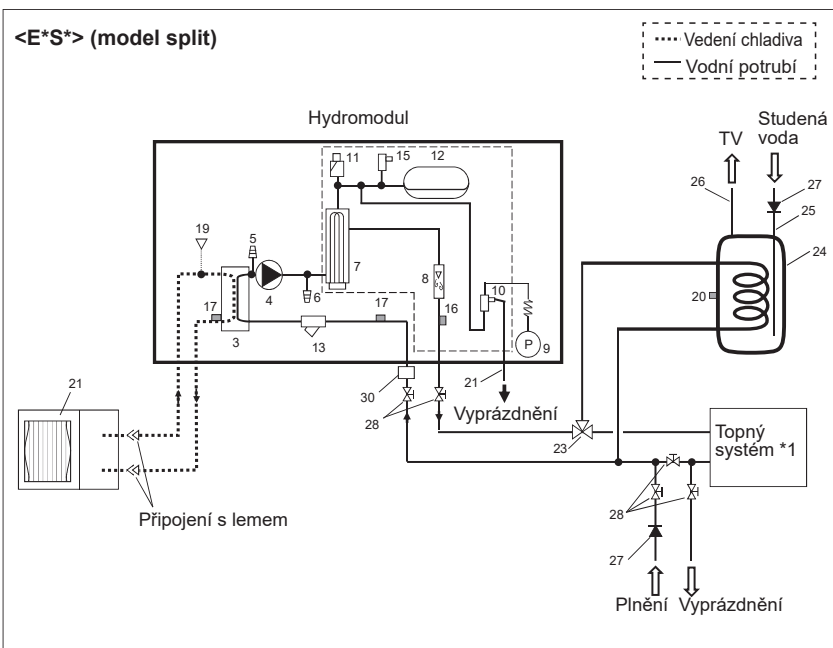 <E*S*> (model split)
Vedení chladiva
Vodní potrubí
Hydromodul
TV
Studená
voda
11
15
12
26
27
25
19
5
24
7
8
4
6
17
10
16
20
17
3
13
9
P
21
30
21
28
Vyprázdnění
23
Topný
systém *1
Připojení s lemem
28
27
Plnění
Vyprázdnění